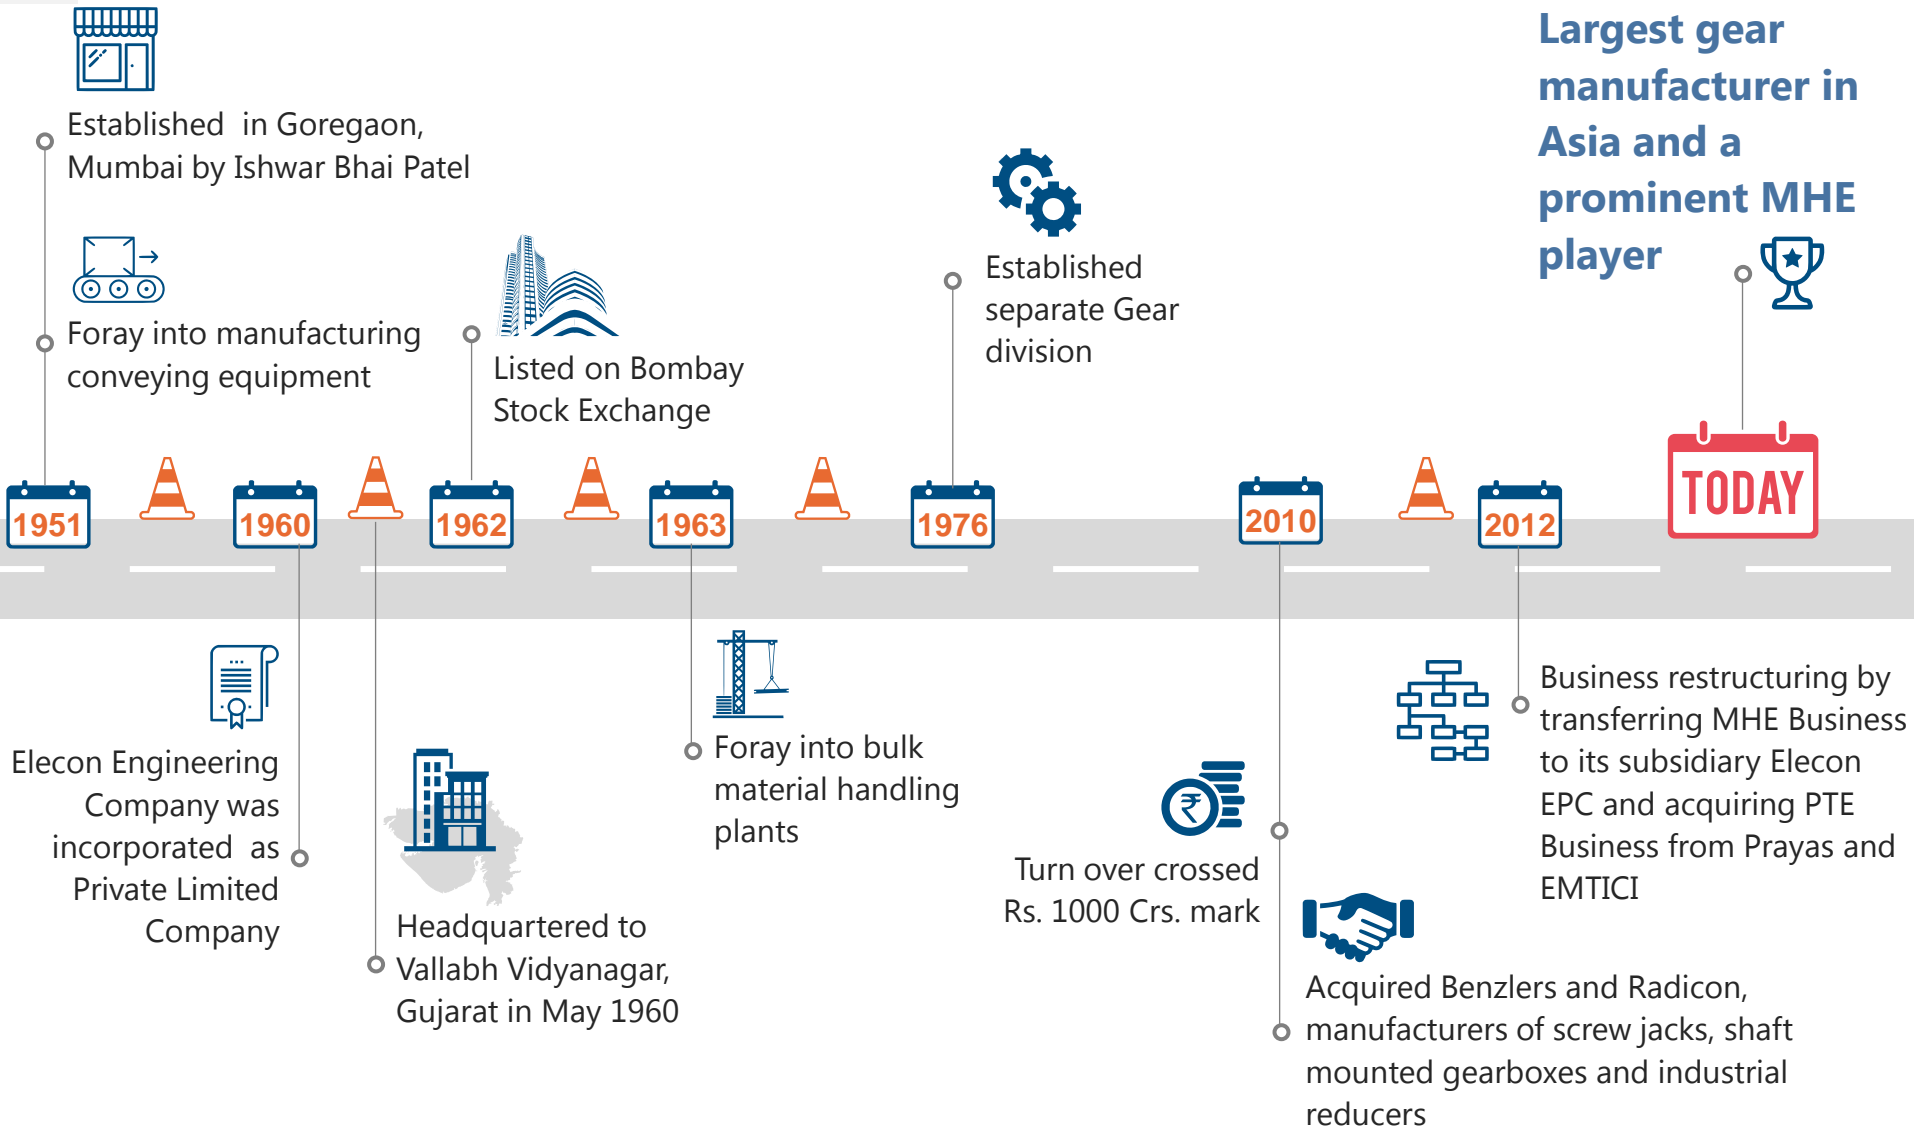 Established in Goregaon,
Mumbai by Ishwar Bhai Patel
Foray into manufacturing
conveying equipment
Listed on Bombay
Stock Exchange
Established
separate Gear
division
Largest gear
manufacturer in
Asia and a
prominent MHE
player
1951
1960
1962
1963
1976
2010
2012
TODAY
Elecon Engineering
Company was
incorporated as
Private Limited
Company
Headquartered to
Vallabh Vidyanagar,
Gujarat in May 1960
Foray into bulk
material handling
plants
₹
Turn over crossed
Rs. 1000 Crs. mark
Acquired Benzlers and Radicon,
manufacturers of screw jacks, shaft
mounted gearboxes and industrial
reducers
Business restructuring by
transferring MHE Business
to its subsidiary Elecon
EPC and acquiring PTE
Business from Prayas and
EMTICI